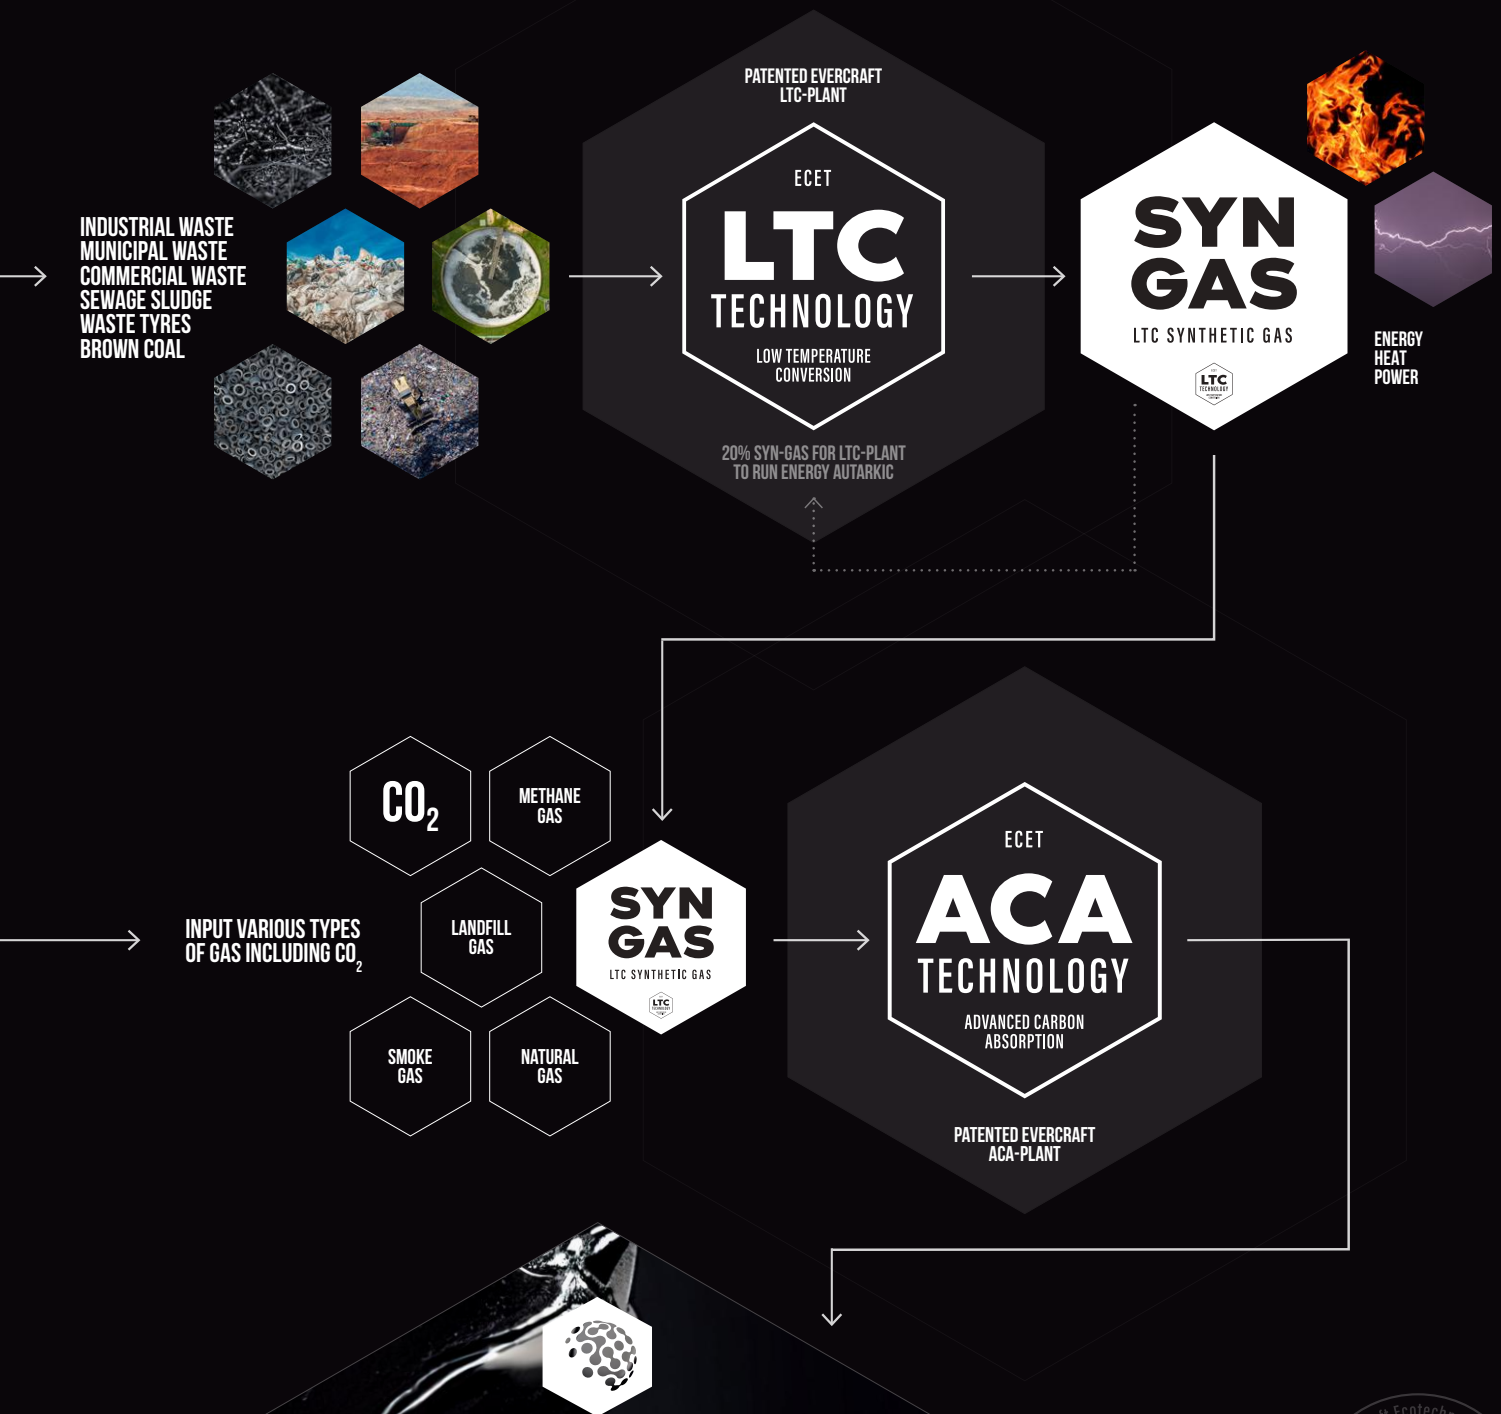 PATENTED EVERCRAFT
LTC-PLANT
ECET
LTC
TECHNOLOGY
LOW TEMPERATURE
CONVERSION
20% SYN-GAS FOR LTC-PLANT
TO RUN ENERGY AUTARKIC
INDUSTRIAL WASTE
MUNICIPAL WASTE
COMMERCIAL WASTE
SEWAGE SLUDGE
WASTE TYRES
BROWN COAL
SYN
GAS
LTC SYNTHETIC GAS
LTC
TECHNOLOGY
ENERGY
HEAT
POWER
INPUT VARIOUS TYPES
OF GAS INCLUDING CO₂
CO₂
METHANE
GAS
LANDFILL
GAS
SMOKE
GAS
NATURAL
GAS
SYN
GAS
LTC SYNTHETIC GAS
LTC
TECHNOLOGY
ECET
ACA
TECHNOLOGY
ADVANCED CARBON
ABSORPTION
PATENTED EVERCRAFT
ACA-PLANT